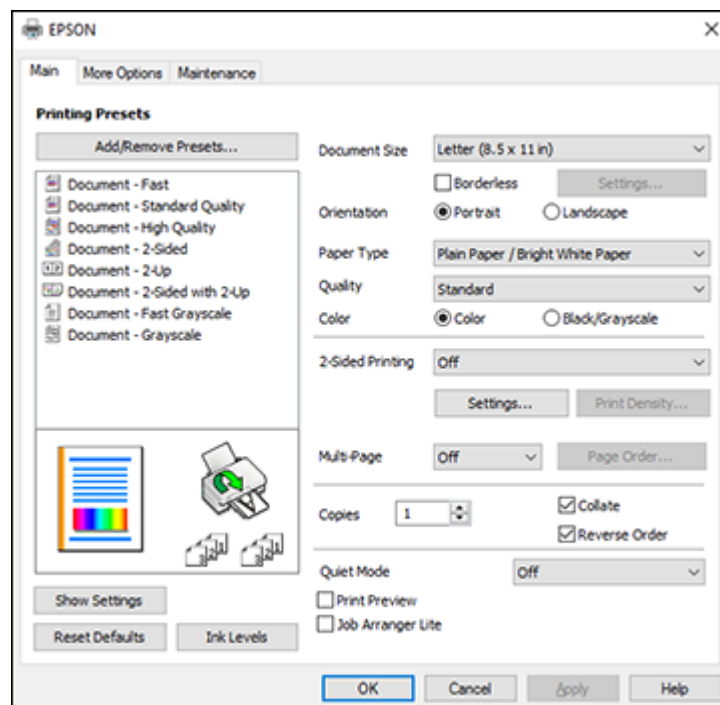 EPSON
Main More Options Maintenance
Printing Presets
Add/Remove Presets...
Document - Fast
Document - Standard Quality
Document - High Quality
Document - 2-Sided
Document - 2-Up
Document - 2-Sided with 2-Up
Document - Fast Grayscale
Document - Grayscale
Show Settings
Reset Defaults Ink Levels
Document Size Letter (8.5 x 11 in)
Borderless Settings...
Orientation Portrait Landscape
Paper Type Plain Paper / Bright White Paper
Quality Standard
Color Color Black/Grayscale
2-Sided Printing Off
Settings... Print Density...
Multi-Page Off Page Order...
Copies 1 Collate
Reverse Order
Quiet Mode Off
Print Preview
Job Arranger Lite
OK Cancel Apply Help